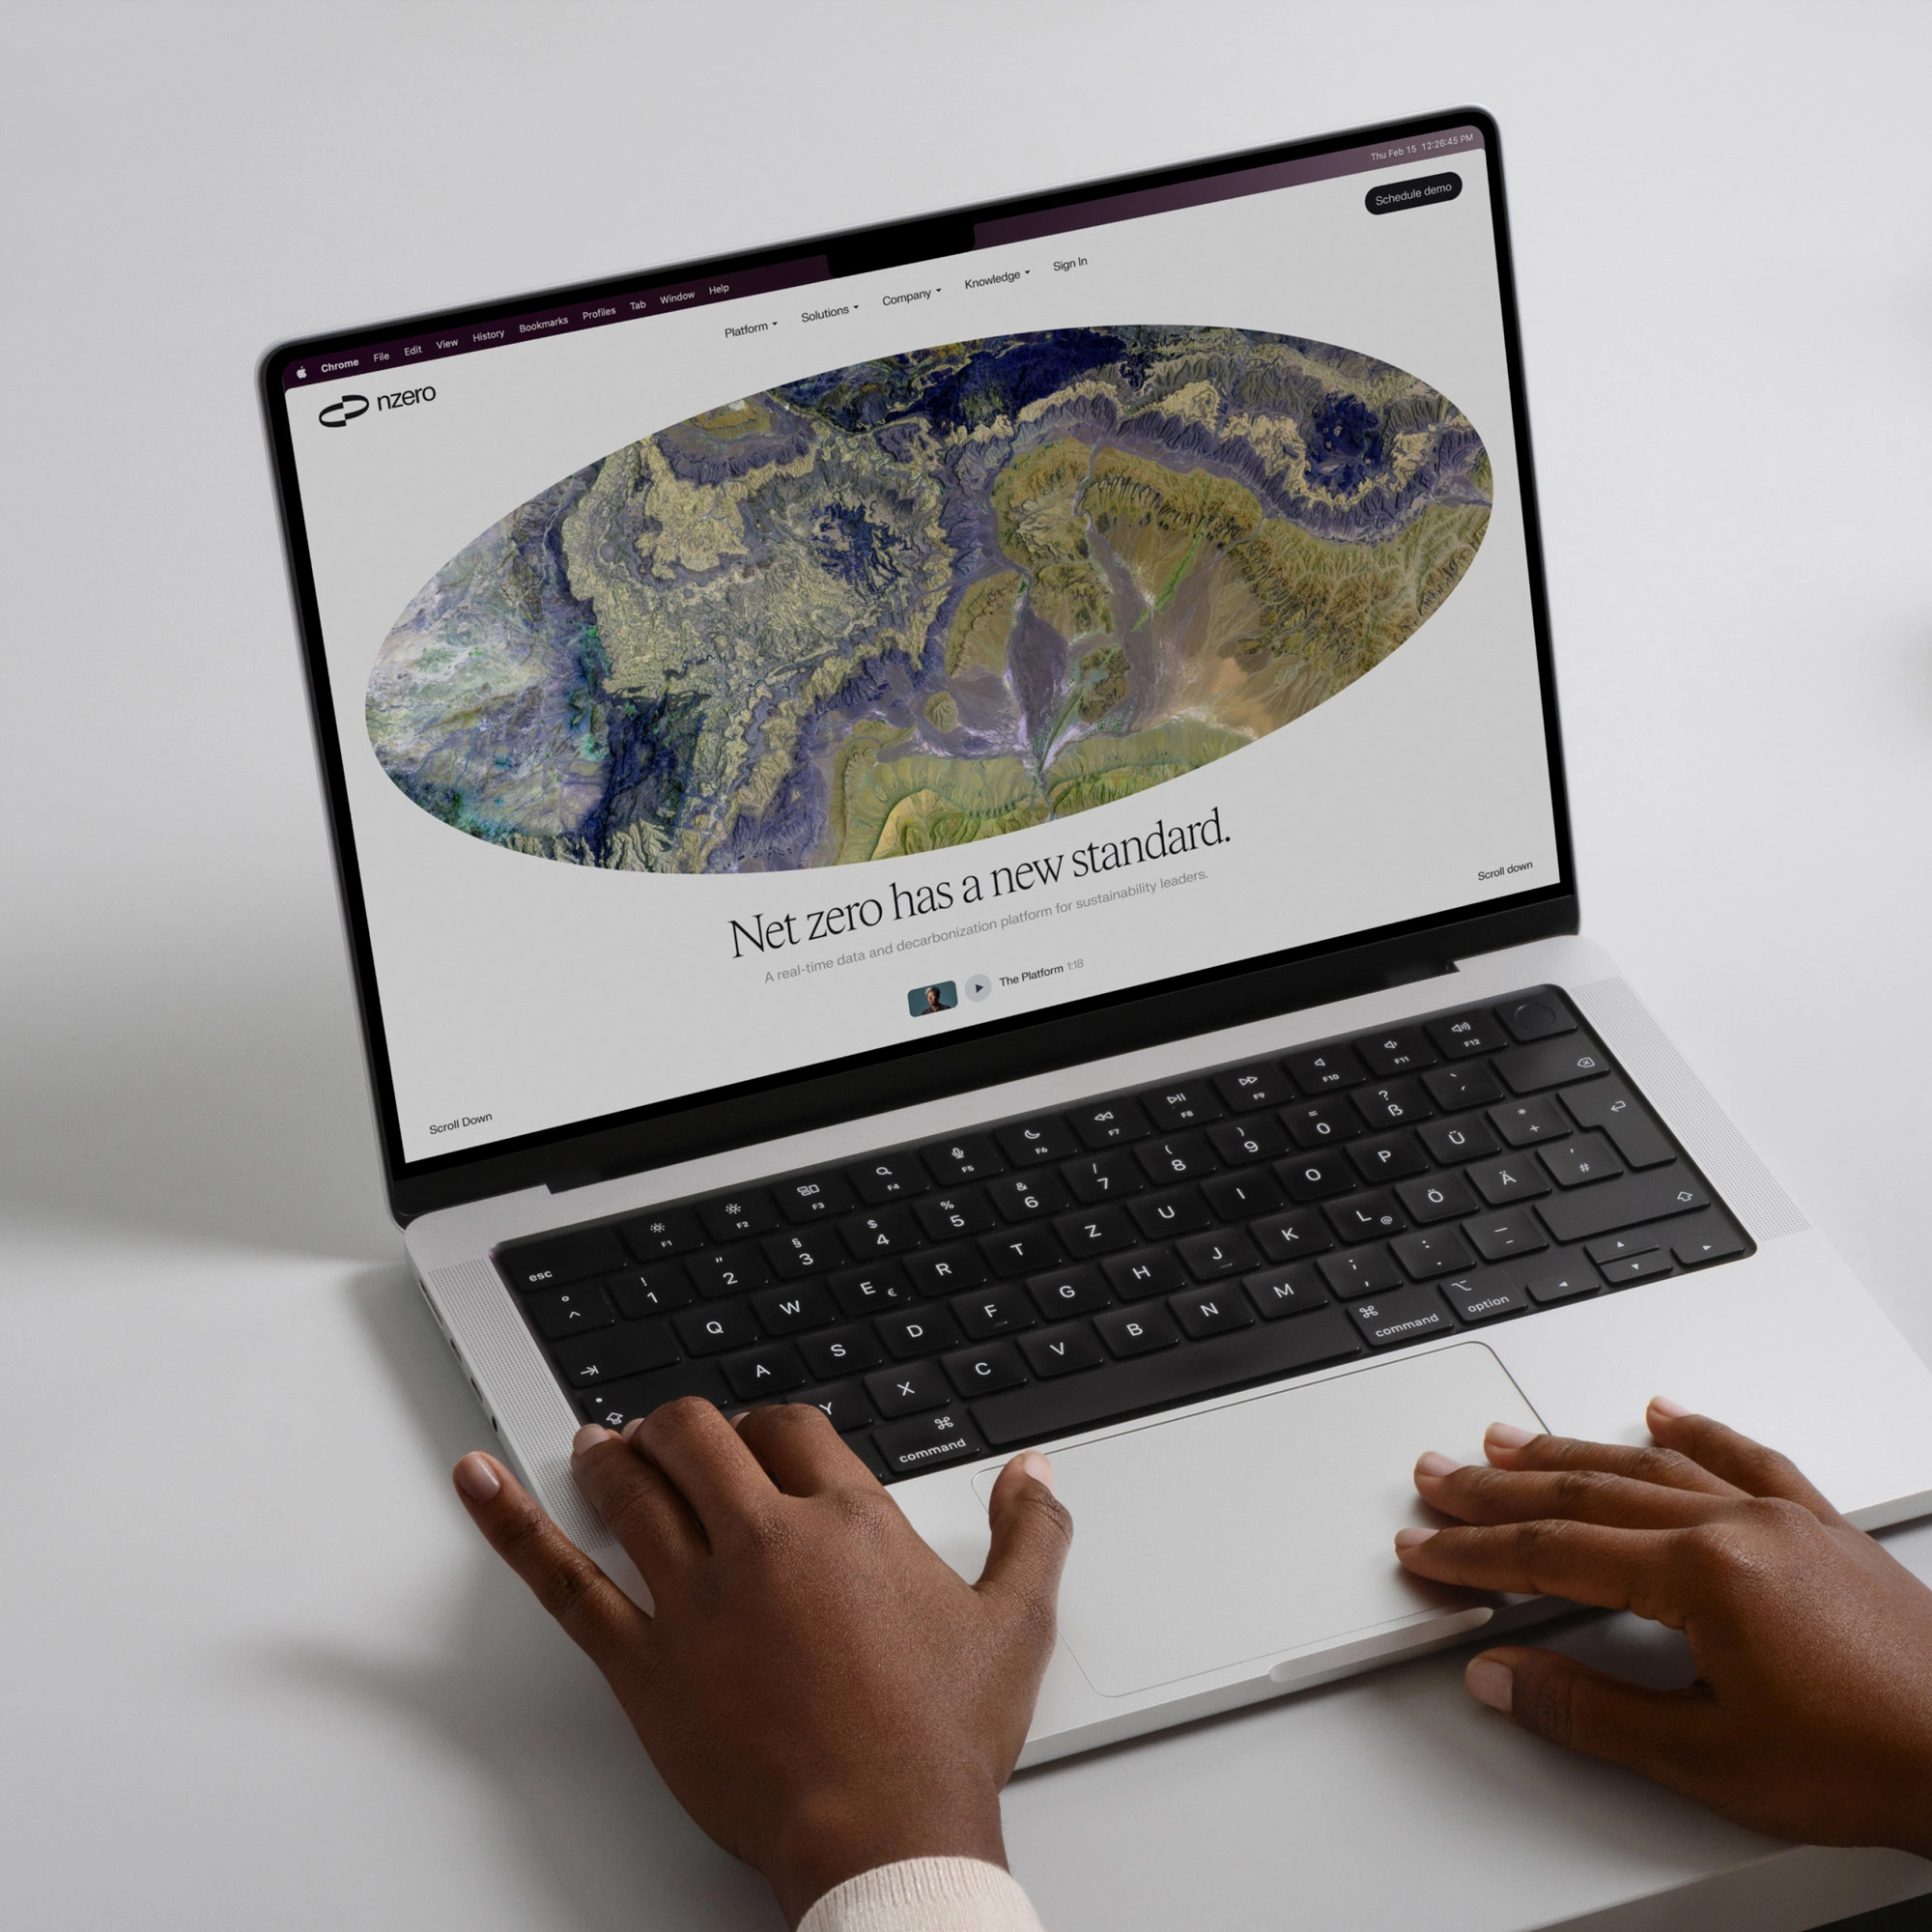 Chrome File Edit View History Bookmarks Profiles Tab Window Help
Thu Feb 15 12:26:45 PM
nzero
Platform Solutions Company Knowledge Sign In
Schedule demo
Net zero has a new standard.
A real-time data and decarbonization platform for sustainability leaders.
The Platform 1:18
Scroll Down
Scroll down
esc F1 F2 F3 F4 F5 F6 F7 F8 F9 F10 F11 F12
° ! " § $ % & / ( ) = ? `
^ 1 2 3 4 5 6 7 8 9 0 ß ´
Q W E € R T Z U I O P Ü * +
A S D F G H J K L @ Ö Ä ' #
Y X C V B N M ; , : . _ -
command command option